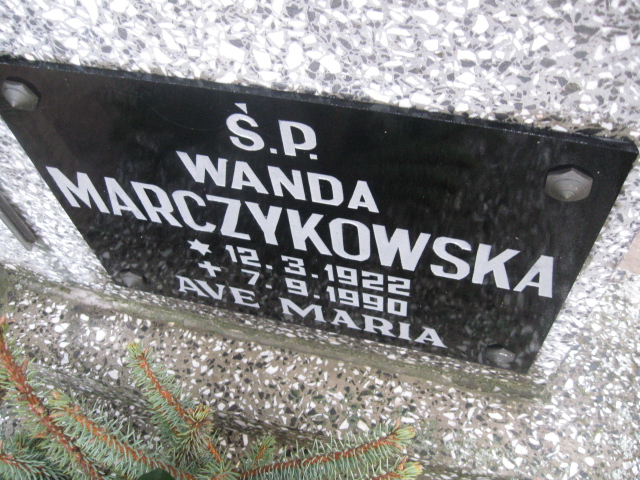 Ś.P.
WANDA
MARCZYKOWSKA
* 12.3.1922
+ 7.9.1990
AVE MARIA